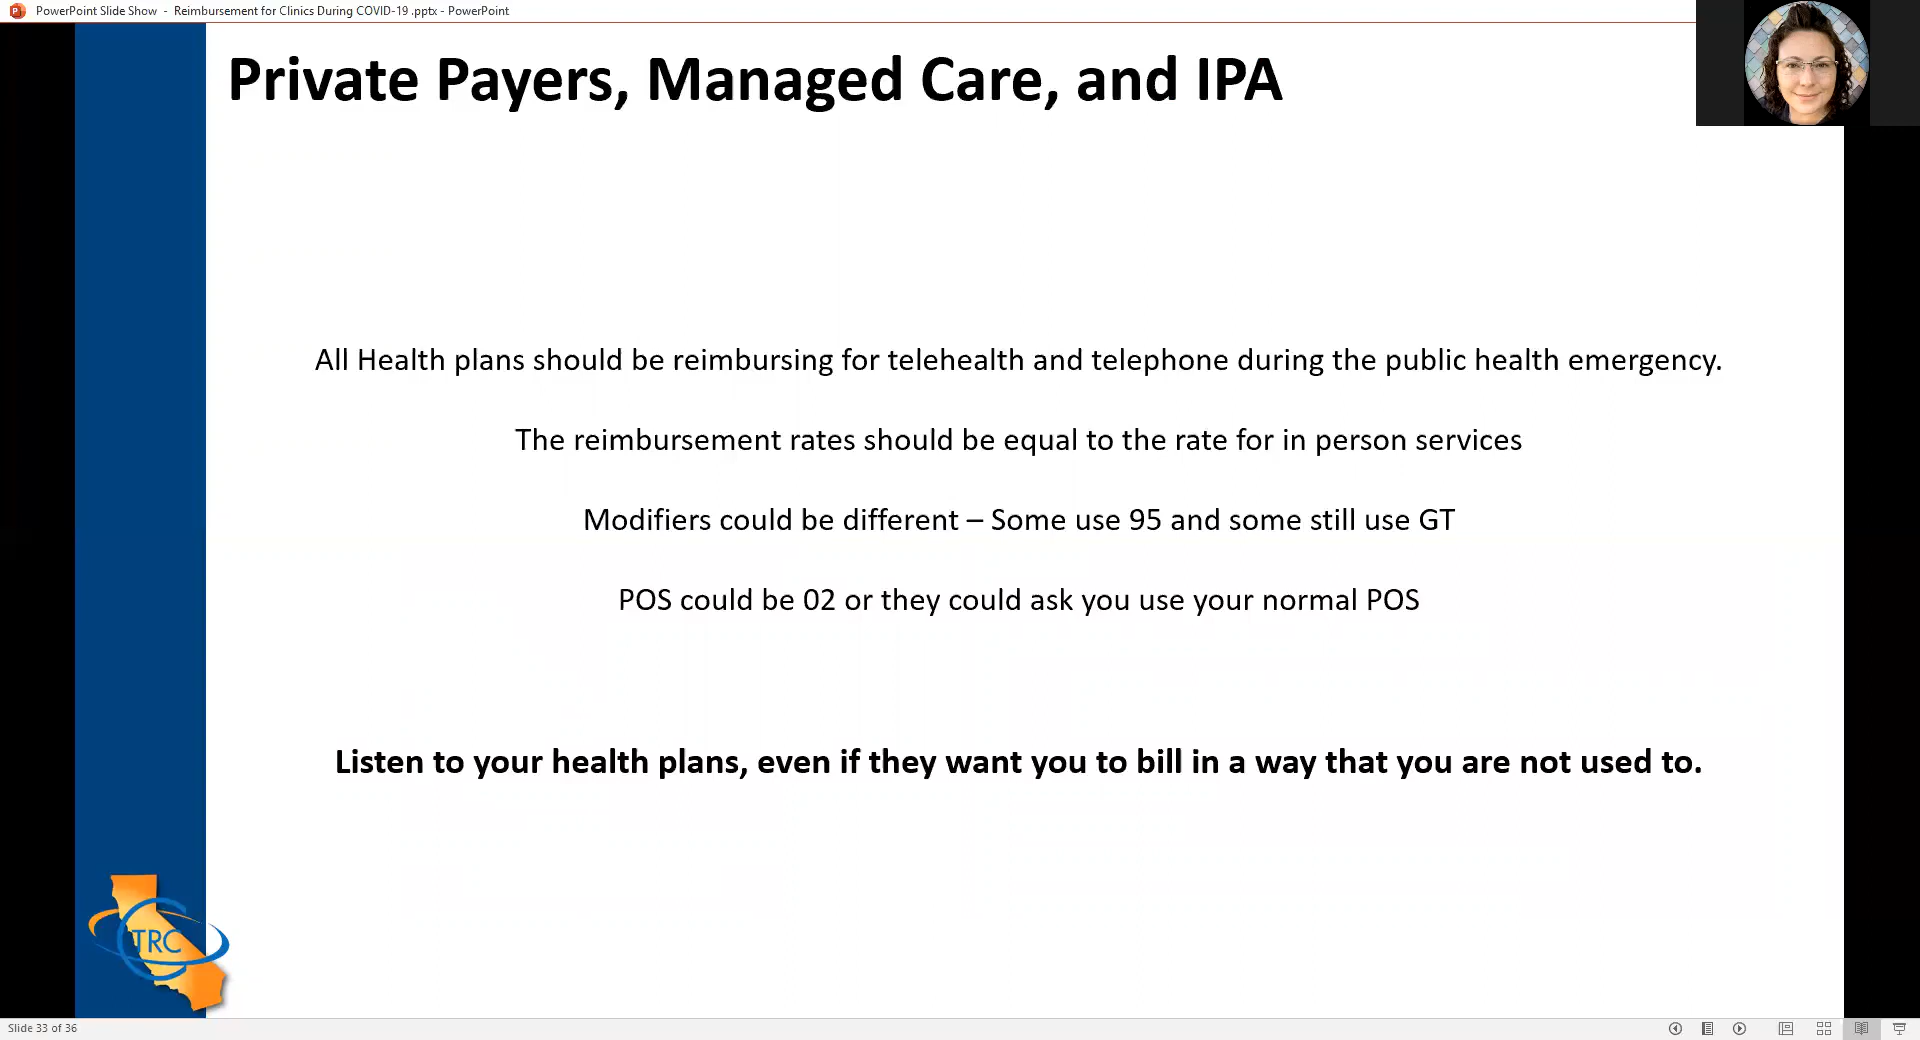 PowerPoint Slide Show - Reimbursement for Clinics During COVID-19 .pptx - PowerPoint
Private Payers, Managed Care, and IPA
All Health plans should be reimbursing for telehealth and telephone during the public health emergency.
The reimbursement rates should be equal to the rate for in person services
Modifiers could be different – Some use 95 and some still use GT
POS could be 02 or they could ask you use your normal POS
Listen to your health plans, even if they want you to bill in a way that you are not used to.
CTRC
Slide 33 of 36